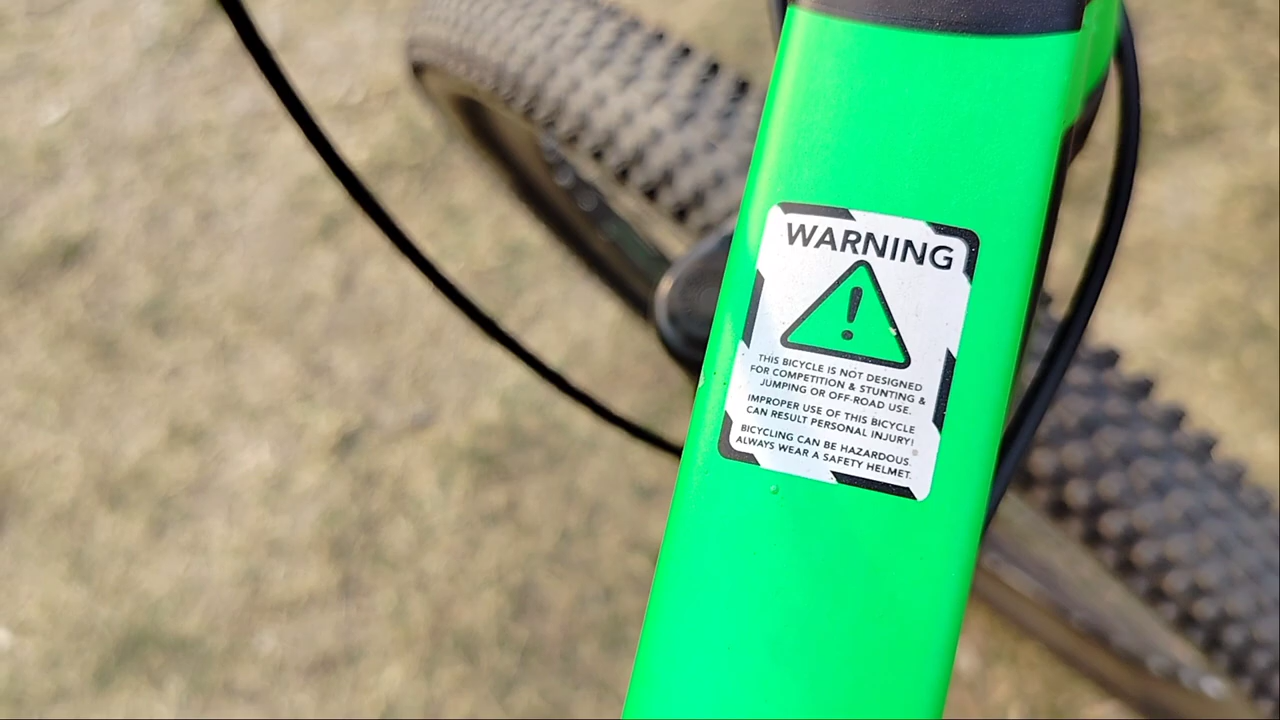 WARNING
THIS BICYCLE IS NOT DESIGNED
FOR COMPETITION & STUNTING &
JUMPING OR OFF-ROAD USE.
IMPROPER USE OF THIS BICYCLE
CAN RESULT PERSONAL INJURY!
BICYCLING CAN BE HAZARDOUS.
ALWAYS WEAR A SAFETY HELMET.